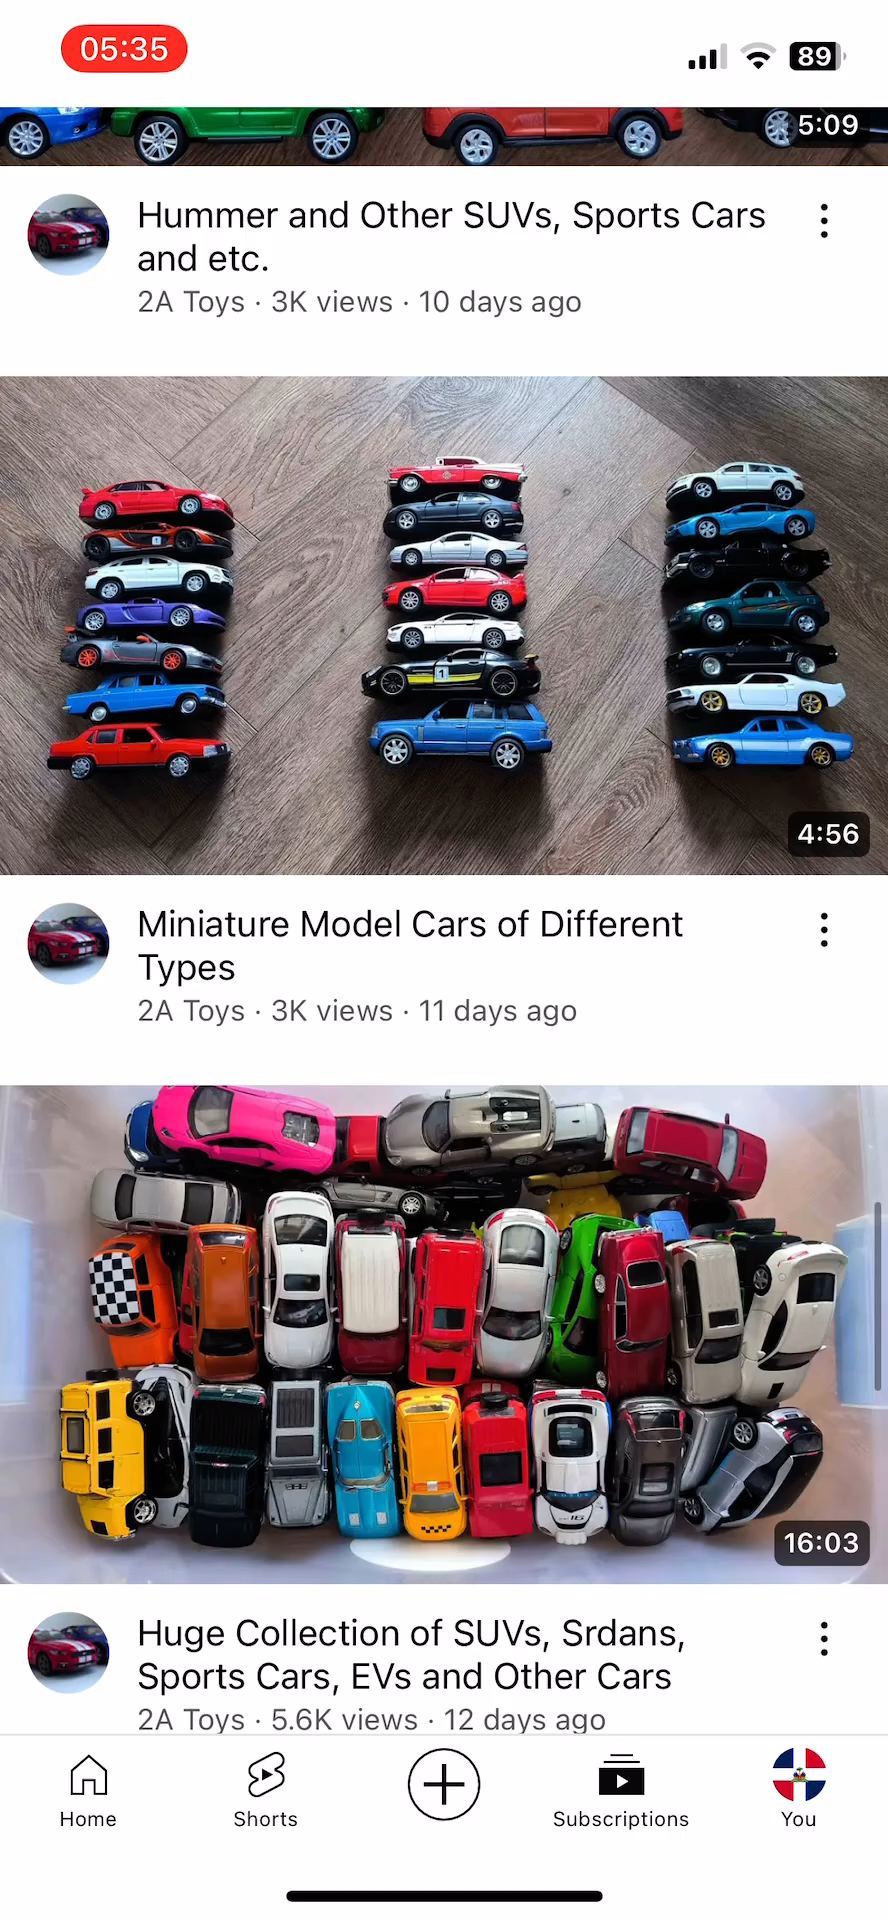 05:35
89
5:09
Hummer and Other SUVs, Sports Cars
and etc.
2A Toys · 3K views · 10 days ago
1
1
4:56
Miniature Model Cars of Different
Types
2A Toys · 3K views · 11 days ago
16
16:03
Huge Collection of SUVs, Srdans,
Sports Cars, EVs and Other Cars
2A Toys · 5.6K views · 12 days ago
Home
Shorts
Subscriptions
You